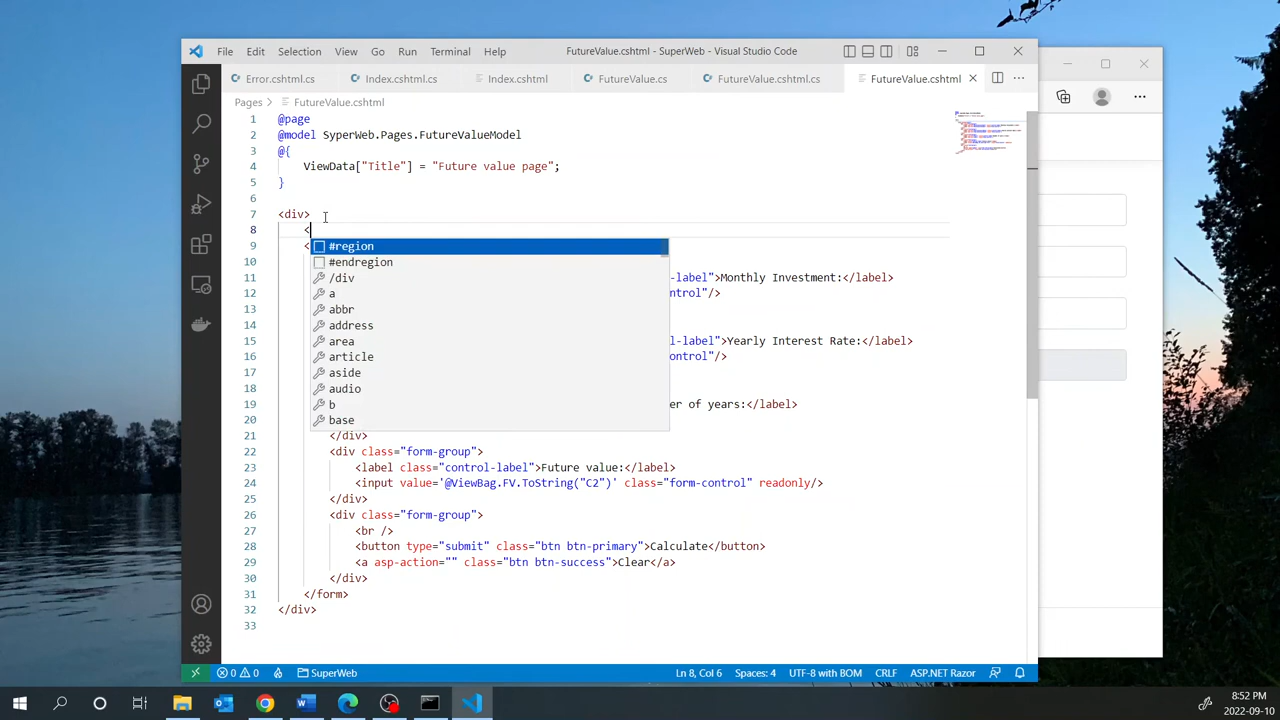 File Edit Selection View Go Run Terminal Help FutureValue.cshtml - SuperWeb - Visual Studio Code
Error.cshtml.cs Index.cshtml.cs Index.cshtml FutureValue.cs FutureValue.cshtml.cs FutureValue.cshtml
Pages > FutureValue.cshtml
@page
@model SyperWeb.Pages.FutureValueModel
@{
4 ViewData["Title"] = "Future value page";
5
6
7 <div>
8 <
9 <
#region
#endregion
/div
a
abbr
address
area
article
aside
audio
b
base
11 -label">Monthly Investment:</label>
12 ntrol"/>
13
14
15 l-label">Yearly Interest Rate:</label>
16 control"/>
17
18
19 er of years:</label>
20
21 </div>
22 <div class="form-group">
23 <label class="control-label">Future value:</label>
24 <input value='@ViewBag.FV.ToString("C2")' class="form-control" readonly/>
25 </div>
26 <div class="form-group">
27 <br />
28 <button type="submit" class="btn btn-primary">Calculate</button>
29 <a asp-action="" class="btn btn-success">Clear</a>
30 </div>
31 </form>
32 </div>
33
0 0 SuperWeb Ln 8, Col 6 Spaces: 4 UTF-8 with BOM CRLF ASP.NET Razor
8:52 PM
2022-09-10